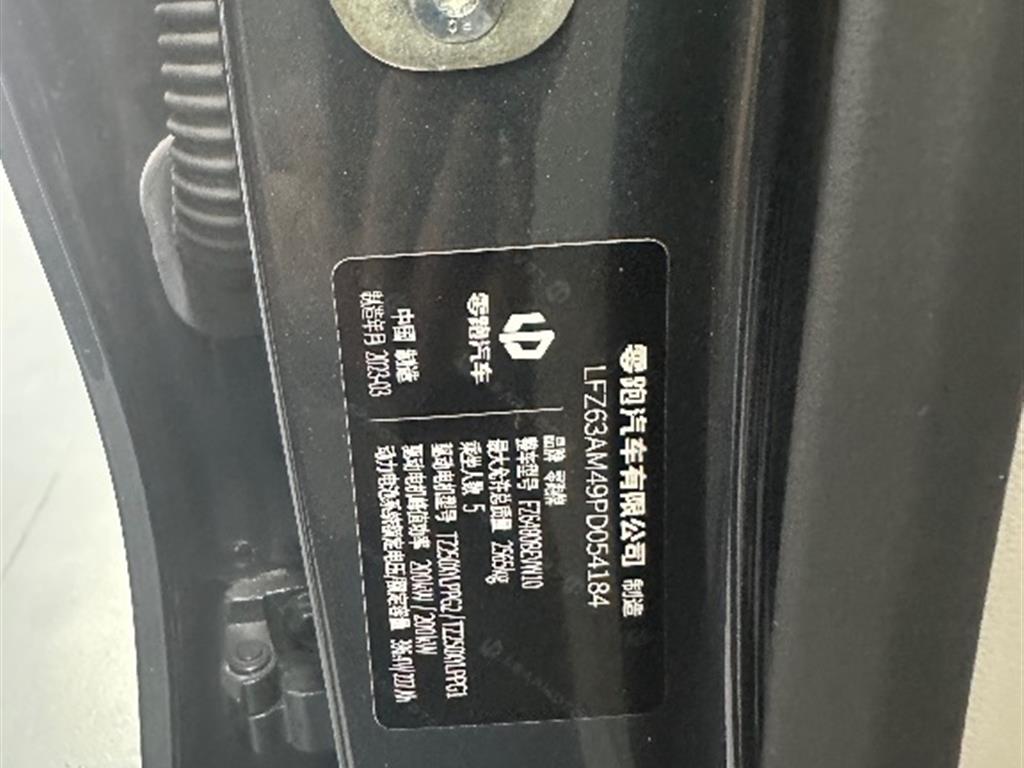 零跑汽车有限公司 制造
LFZ63AM49PD054184
零跑汽车
中国 制造
制造年月 2023-03
品牌 零跑牌
整车型号
最大允许总质量 2965kg
乘坐人数 5
驱动电机型号
驱动电机峰值功率 200kW/200kW
动力电池系统额定电压/额定容量